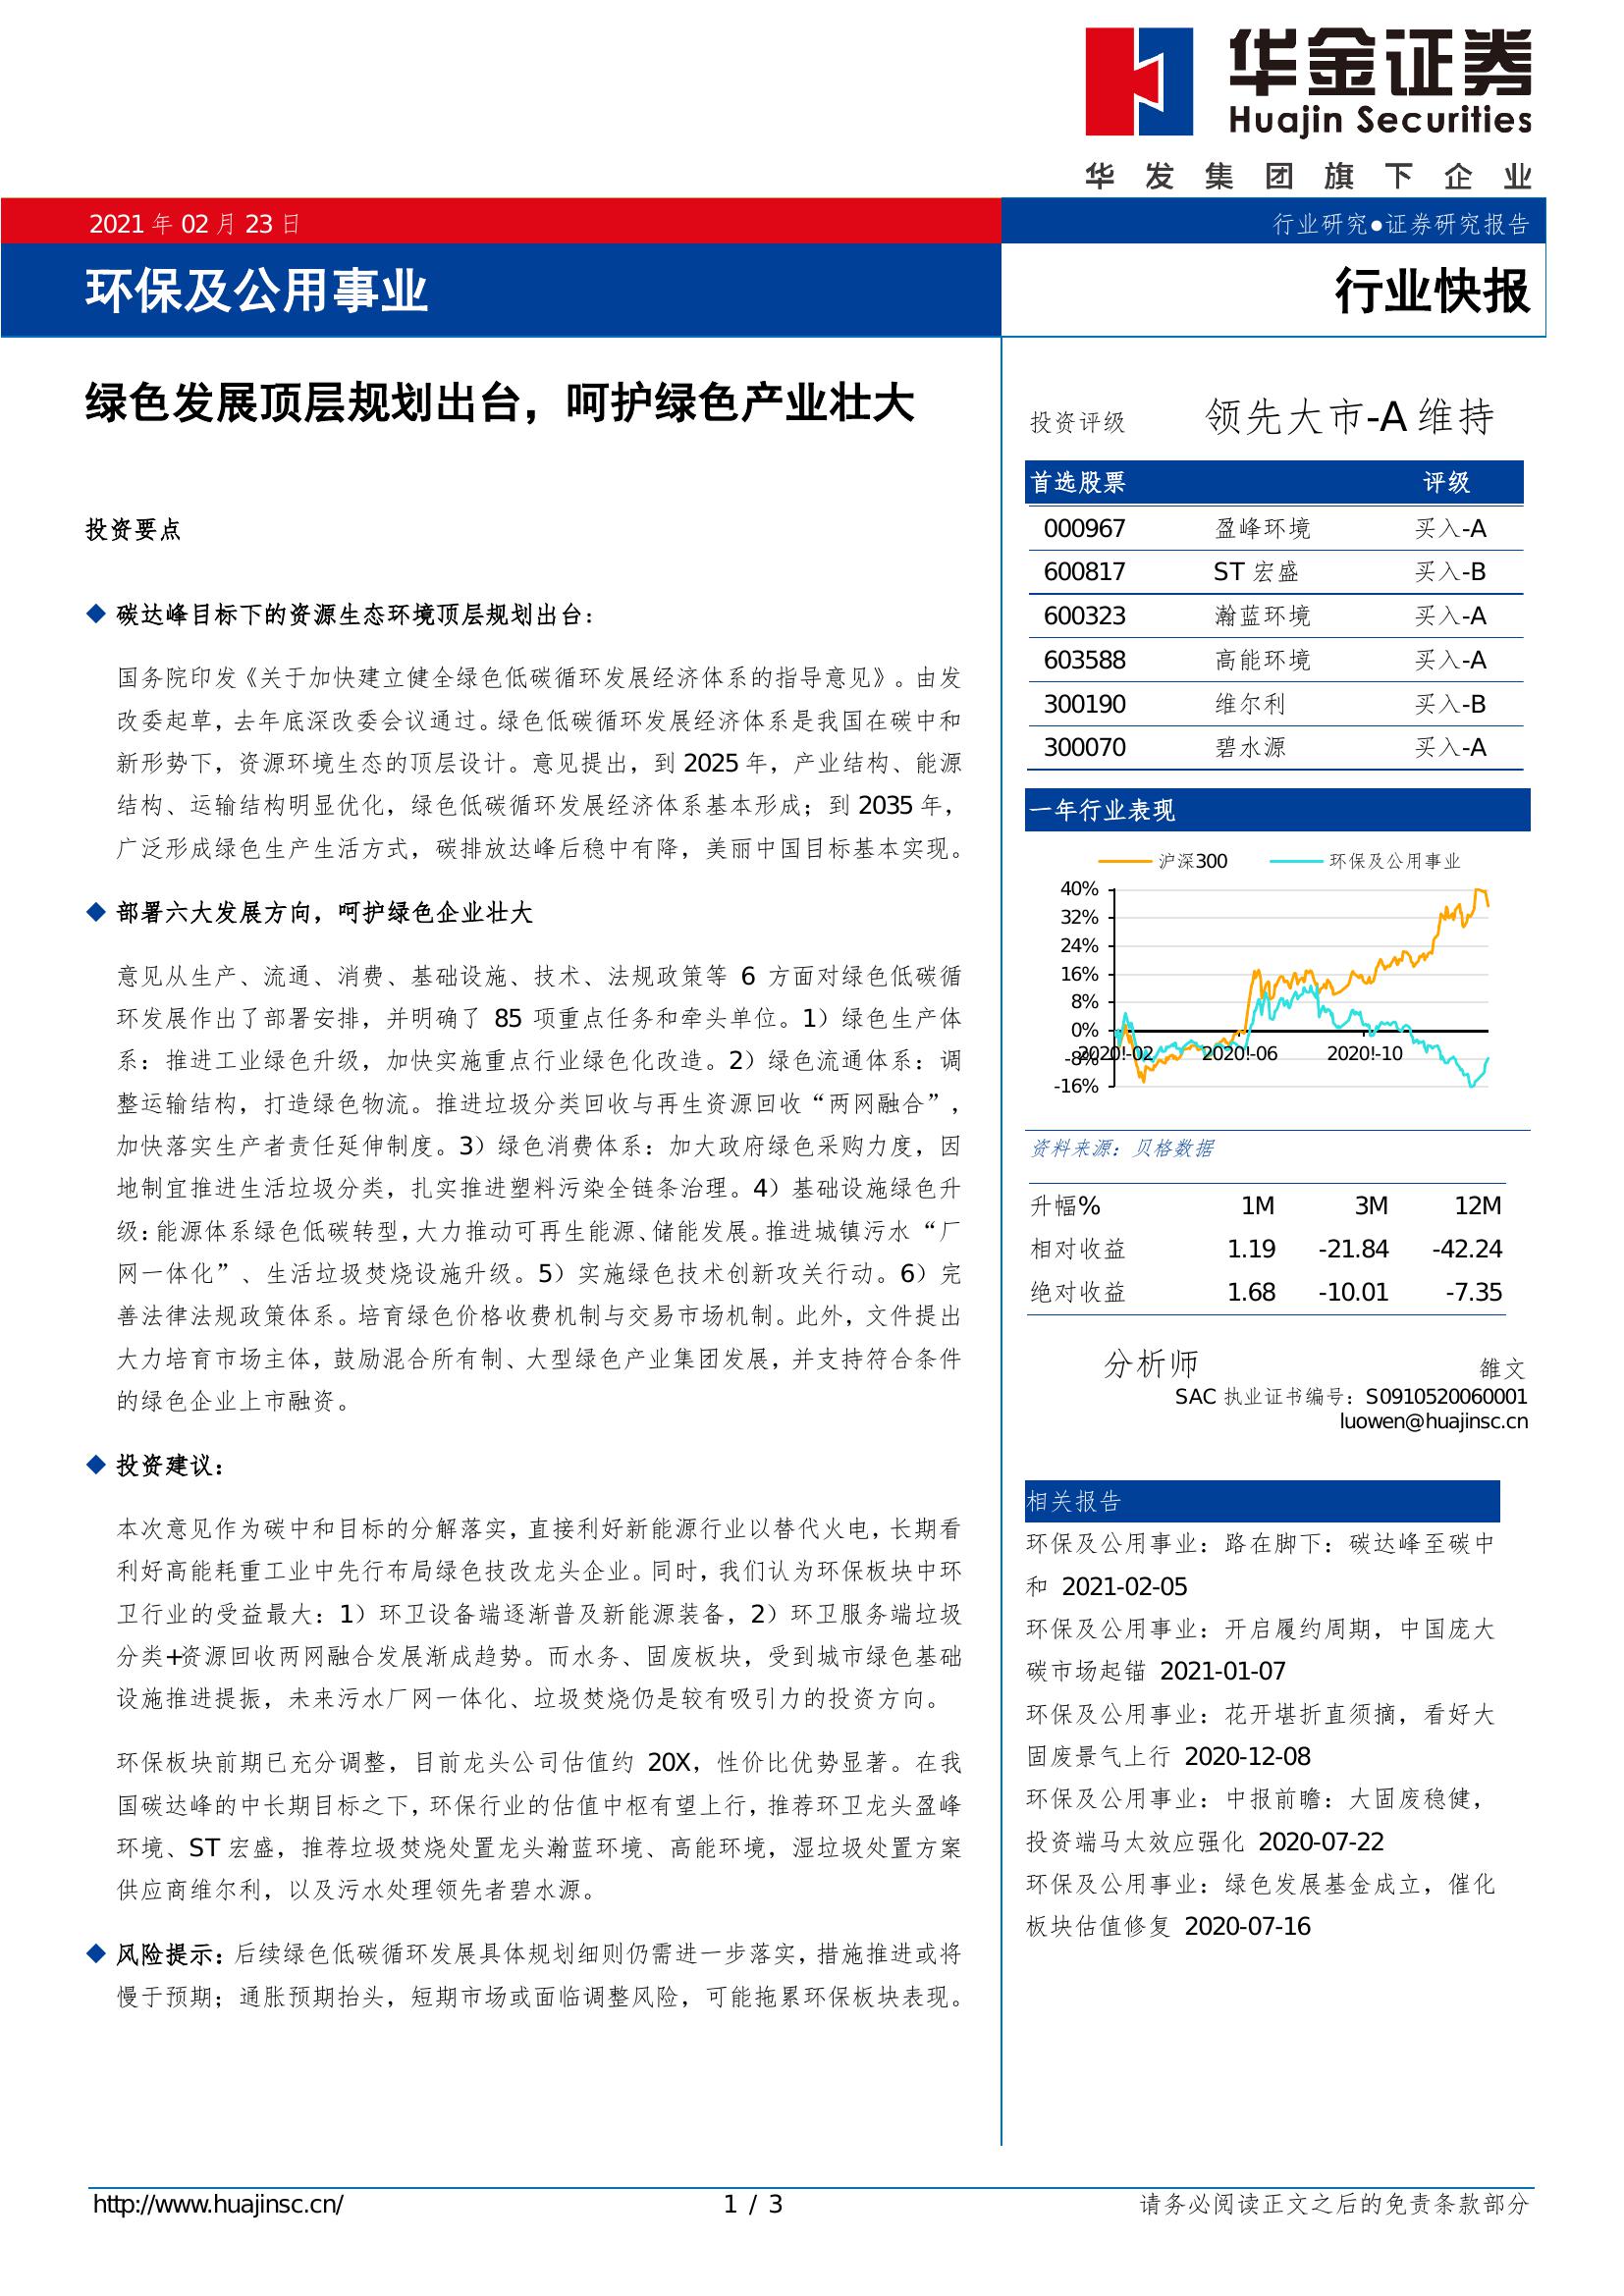 华金证券
Huajin Securities
华发集团旗下企业
2021 年 02 月 23 日
行业研究●证券研究报告
环保及公用事业
行业快报
绿色发展顶层规划出台，呵护绿色产业壮大
投资要点
◆ 碳达峰目标下的资源生态环境顶层规划出台：
国务院印发《关于加快建立健全绿色低碳循环发展经济体系的指导意见》。由发
改委起草，去年底深改委会议通过。绿色低碳循环发展经济体系是我国在碳中和
新形势下，资源环境生态的顶层设计。意见提出，到 2025 年，产业结构、能源
结构、运输结构明显优化，绿色低碳循环发展经济体系基本形成；到 2035 年，
广泛形成绿色生产生活方式，碳排放达峰后稳中有降，美丽中国目标基本实现。
◆ 部署六大发展方向，呵护绿色企业壮大
意见从生产、流通、消费、基础设施、技术、法规政策等 6 方面对绿色低碳循
环发展作出了部署安排，并明确了 85 项重点任务和牵头单位。1）绿色生产体
系：推进工业绿色升级，加快实施重点行业绿色化改造。2）绿色流通体系：调
整运输结构，打造绿色物流。推进垃圾分类回收与再生资源回收“两网融合”，
加快落实生产者责任延伸制度。3）绿色消费体系：加大政府绿色采购力度，因
地制宜推进生活垃圾分类，扎实推进塑料污染全链条治理。4）基础设施绿色升
级：能源体系绿色低碳转型，大力推动可再生能源、储能发展。推进城镇污水“厂
网一体化”、生活垃圾焚烧设施升级。5）实施绿色技术创新攻关行动。6）完
善法律法规政策体系。培育绿色价格收费机制与交易市场机制。此外，文件提出
大力培育市场主体，鼓励混合所有制、大型绿色产业集团发展，并支持符合条件
的绿色企业上市融资。
◆ 投资建议：
本次意见作为碳中和目标的分解落实，直接利好新能源行业以替代火电，长期看
利好高能耗重工业中先行布局绿色技改龙头企业。同时，我们认为环保板块中环
卫行业的受益最大：1）环卫设备端逐渐普及新能源装备，2）环卫服务端垃圾
分类+资源回收两网融合发展渐成趋势。而水务、固废板块，受到城市绿色基础
设施推进提振，未来污水厂网一体化、垃圾焚烧仍是较有吸引力的投资方向。
环保板块前期已充分调整，目前龙头公司估值约 20X，性价比优势显著。在我
国碳达峰的中长期目标之下，环保行业的估值中枢有望上行，推荐环卫龙头盈峰
环境、ST 宏盛，推荐垃圾焚烧处置龙头瀚蓝环境、高能环境，湿垃圾处置方案
供应商维尔利，以及污水处理领先者碧水源。
◆ 风险提示：后续绿色低碳循环发展具体规划细则仍需进一步落实，措施推进或将
慢于预期；通胀预期抬头，短期市场或面临调整风险，可能拖累环保板块表现。
投资评级 领先大市-A 维持
首选股票 评级
000967 盈峰环境 买入-A
600817 ST 宏盛 买入-B
600323 瀚蓝环境 买入-A
603588 高能环境 买入-A
300190 维尔利 买入-B
300070 碧水源 买入-A
一年行业表现
沪深300 环保及公用事业
40%
32%
24%
16%
8%
0%
-8%
-16%
2020!-02 2020!-06 2020!-10
资料来源：贝格数据
升幅% 1M 3M 12M
相对收益 1.19 -21.84 -42.24
绝对收益 1.68 -10.01 -7.35
分析师 雒文
SAC 执业证书编号：S0910520060001
luowen@huajinsc.cn
相关报告
环保及公用事业：路在脚下：碳达峰至碳中
和 2021-02-05
环保及公用事业：开启履约周期，中国庞大
碳市场起锚 2021-01-07
环保及公用事业：花开堪折直须摘，看好大
固废景气上行 2020-12-08
环保及公用事业：中报前瞻：大固废稳健，
投资端马太效应强化 2020-07-22
环保及公用事业：绿色发展基金成立，催化
板块估值修复 2020-07-16
http://www.huajinsc.cn/ 1 / 3 请务必阅读正文之后的免责条款部分